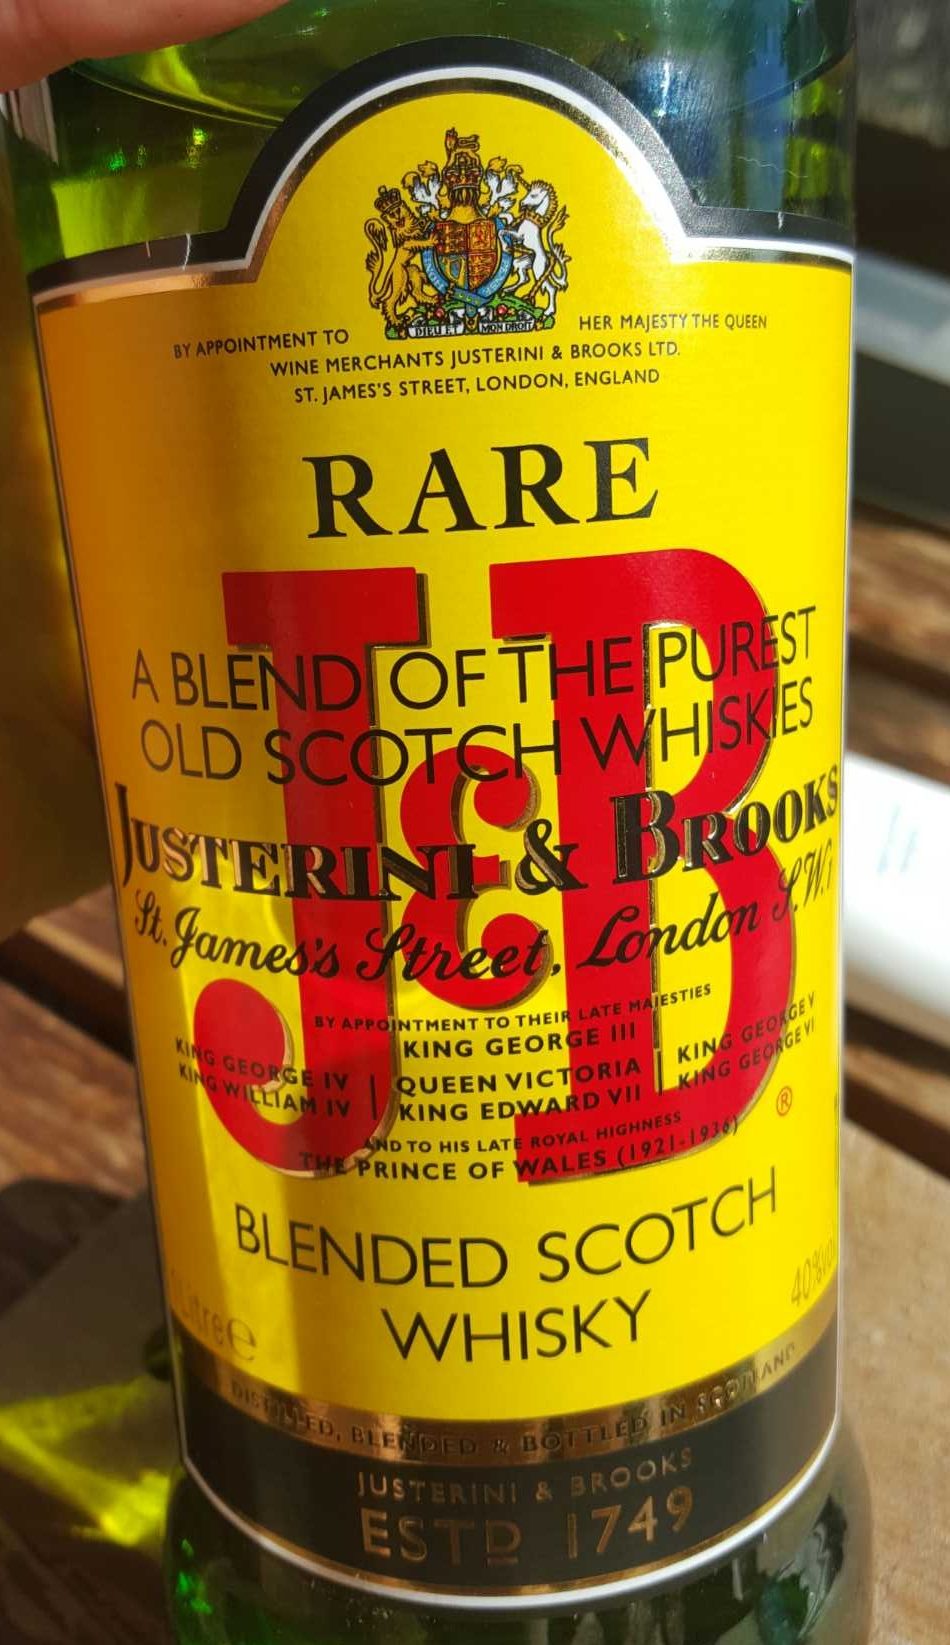 DIEU ET MON DROIT
BY APPOINTMENT TO HER MAJESTY THE QUEEN
WINE MERCHANTS JUSTERINI & BROOKS LTD.
ST. JAMES'S STREET, LONDON, ENGLAND
RARE
J&B
A BLEND OF THE PUREST
OLD SCOTCH WHISKIES
JUSTERINI & BROOKS
St. James's Street, London S.W.1
BY APPOINTMENT TO THEIR LATE MAJESTIES
KING GEORGE III
KING GEORGE IV
KING WILLIAM IV
QUEEN VICTORIA
KING EDWARD VII
KING GEORGE V
KING GEORGE VI
®
AND TO HIS LATE ROYAL HIGHNESS
THE PRINCE OF WALES (1921-1936)
BLENDED SCOTCH
WHISKY
Litre e
40%vol
DISTILLED, BLENDED & BOTTLED IN SCOTLAND
JUSTERINI & BROOKS
ESTD 1749